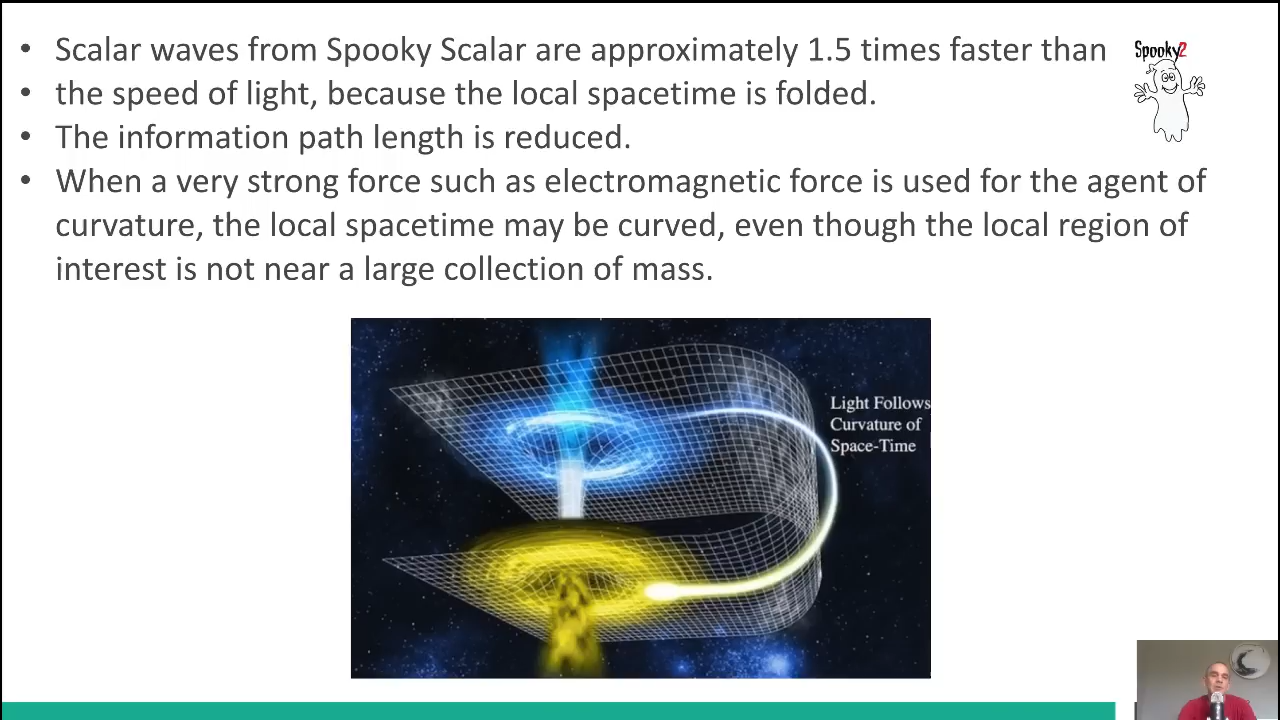 • Scalar waves from Spooky Scalar are approximately 1.5 times faster than
• the speed of light, because the local spacetime is folded.
• The information path length is reduced.
• When a very strong force such as electromagnetic force is used for the agent of
curvature, the local spacetime may be curved, even though the local region of
interest is not near a large collection of mass.
Spooky2
Light Follows
Curvature of
Space-Time